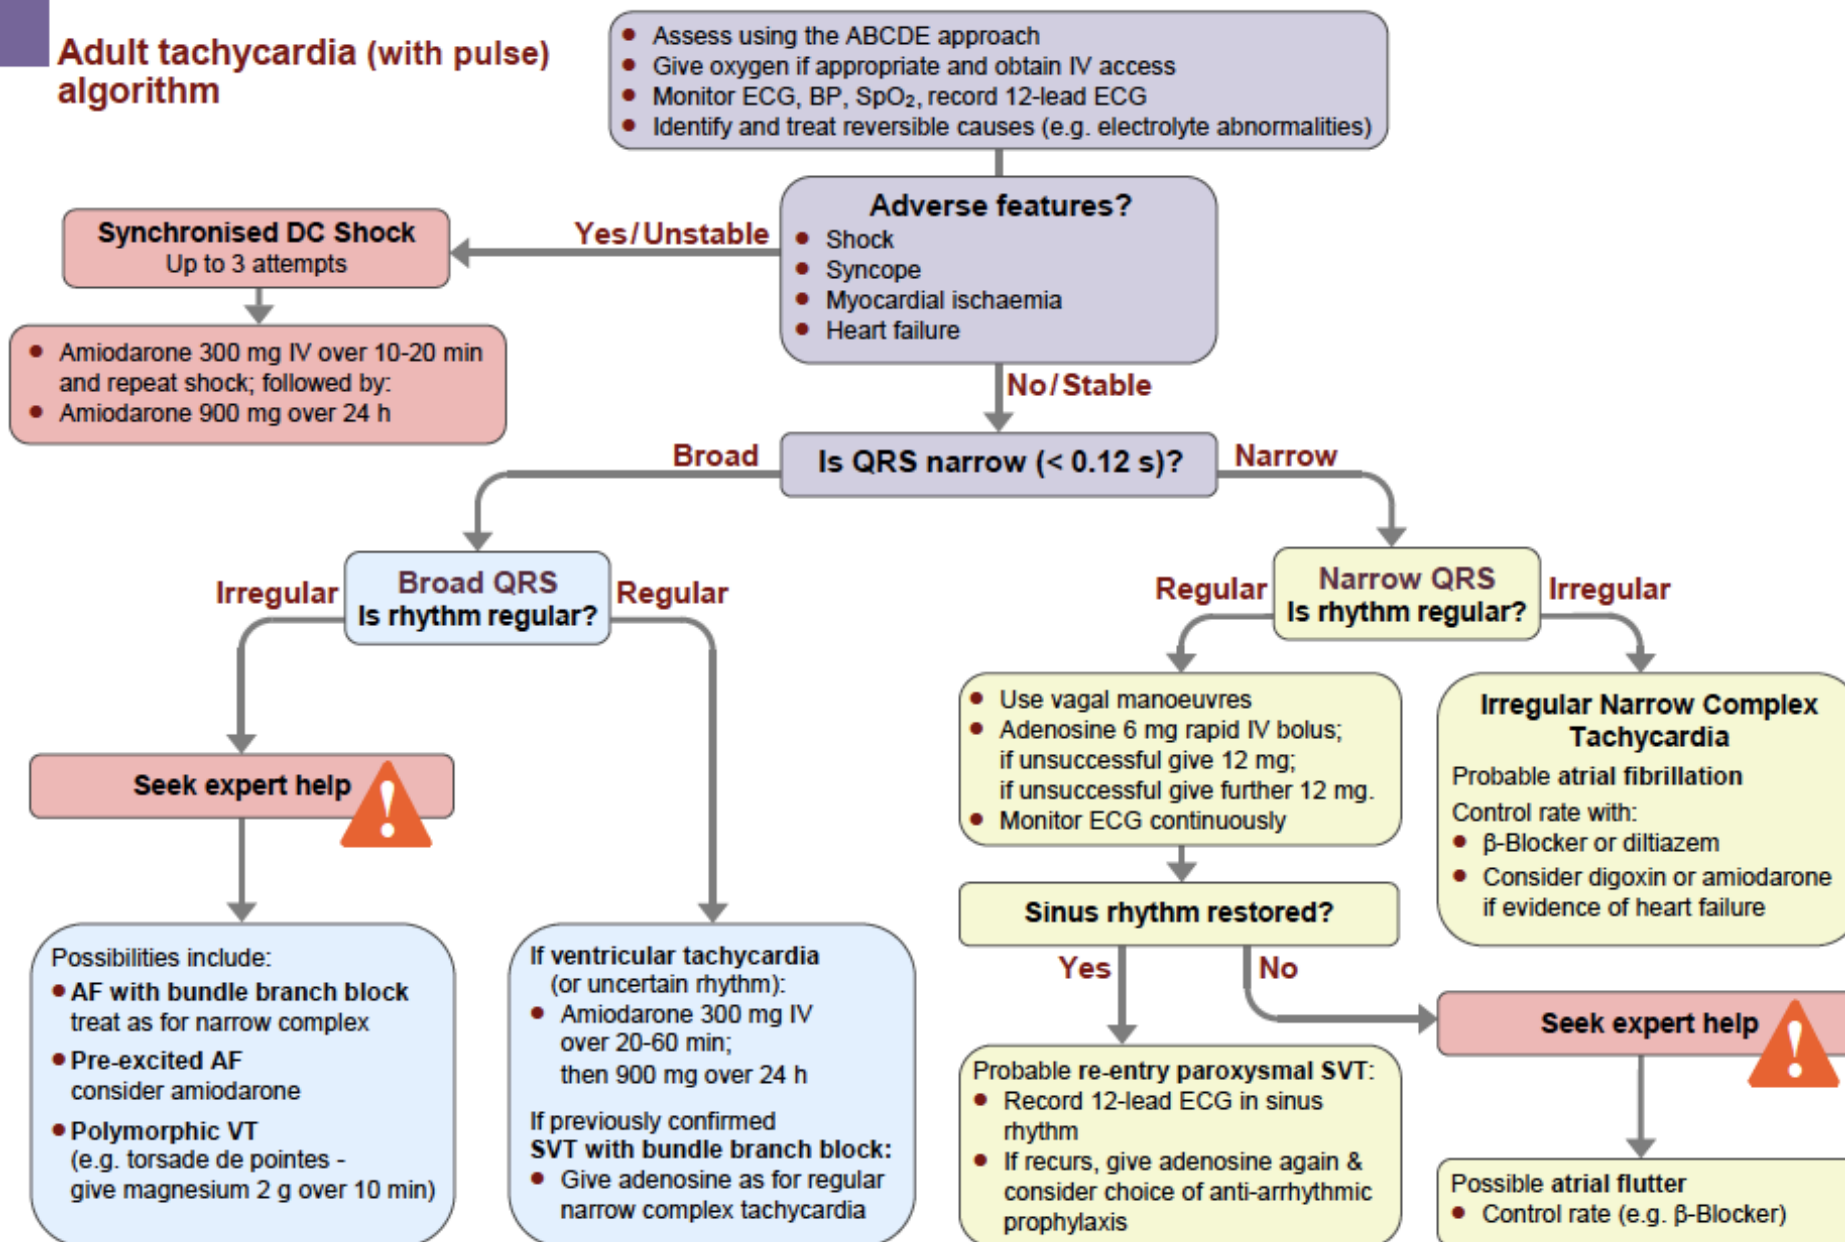 Adult tachycardia (with pulse)
algorithm
• Assess using the ABCDE approach
• Give oxygen if appropriate and obtain IV access
• Monitor ECG, BP, SpO₂, record 12-lead ECG
• Identify and treat reversible causes (e.g. electrolyte abnormalities)
Adverse features?
• Shock
• Syncope
• Myocardial ischaemia
• Heart failure
Yes/Unstable
Synchronised DC Shock
Up to 3 attempts
• Amiodarone 300 mg IV over 10-20 min
and repeat shock; followed by:
• Amiodarone 900 mg over 24 h
No/Stable
Is QRS narrow (< 0.12 s)?
Broad
Narrow
Broad QRS
Is rhythm regular?
Irregular
Regular
Seek expert help
!
Possibilities include:
• AF with bundle branch block
treat as for narrow complex
• Pre-excited AF
consider amiodarone
• Polymorphic VT
(e.g. torsade de pointes -
give magnesium 2 g over 10 min)
If ventricular tachycardia
(or uncertain rhythm):
• Amiodarone 300 mg IV
over 20-60 min;
then 900 mg over 24 h
If previously confirmed
SVT with bundle branch block:
• Give adenosine as for regular
narrow complex tachycardia
Narrow QRS
Is rhythm regular?
Regular
Irregular
• Use vagal manoeuvres
• Adenosine 6 mg rapid IV bolus;
if unsuccessful give 12 mg;
if unsuccessful give further 12 mg.
• Monitor ECG continuously
Sinus rhythm restored?
Yes
No
Probable re-entry paroxysmal SVT:
• Record 12-lead ECG in sinus
rhythm
• If recurs, give adenosine again &
consider choice of anti-arrhythmic
prophylaxis
Irregular Narrow Complex
Tachycardia
Probable atrial fibrillation
Control rate with:
• β-Blocker or diltiazem
• Consider digoxin or amiodarone
if evidence of heart failure
Seek expert help
!
Possible atrial flutter
• Control rate (e.g. β-Blocker)